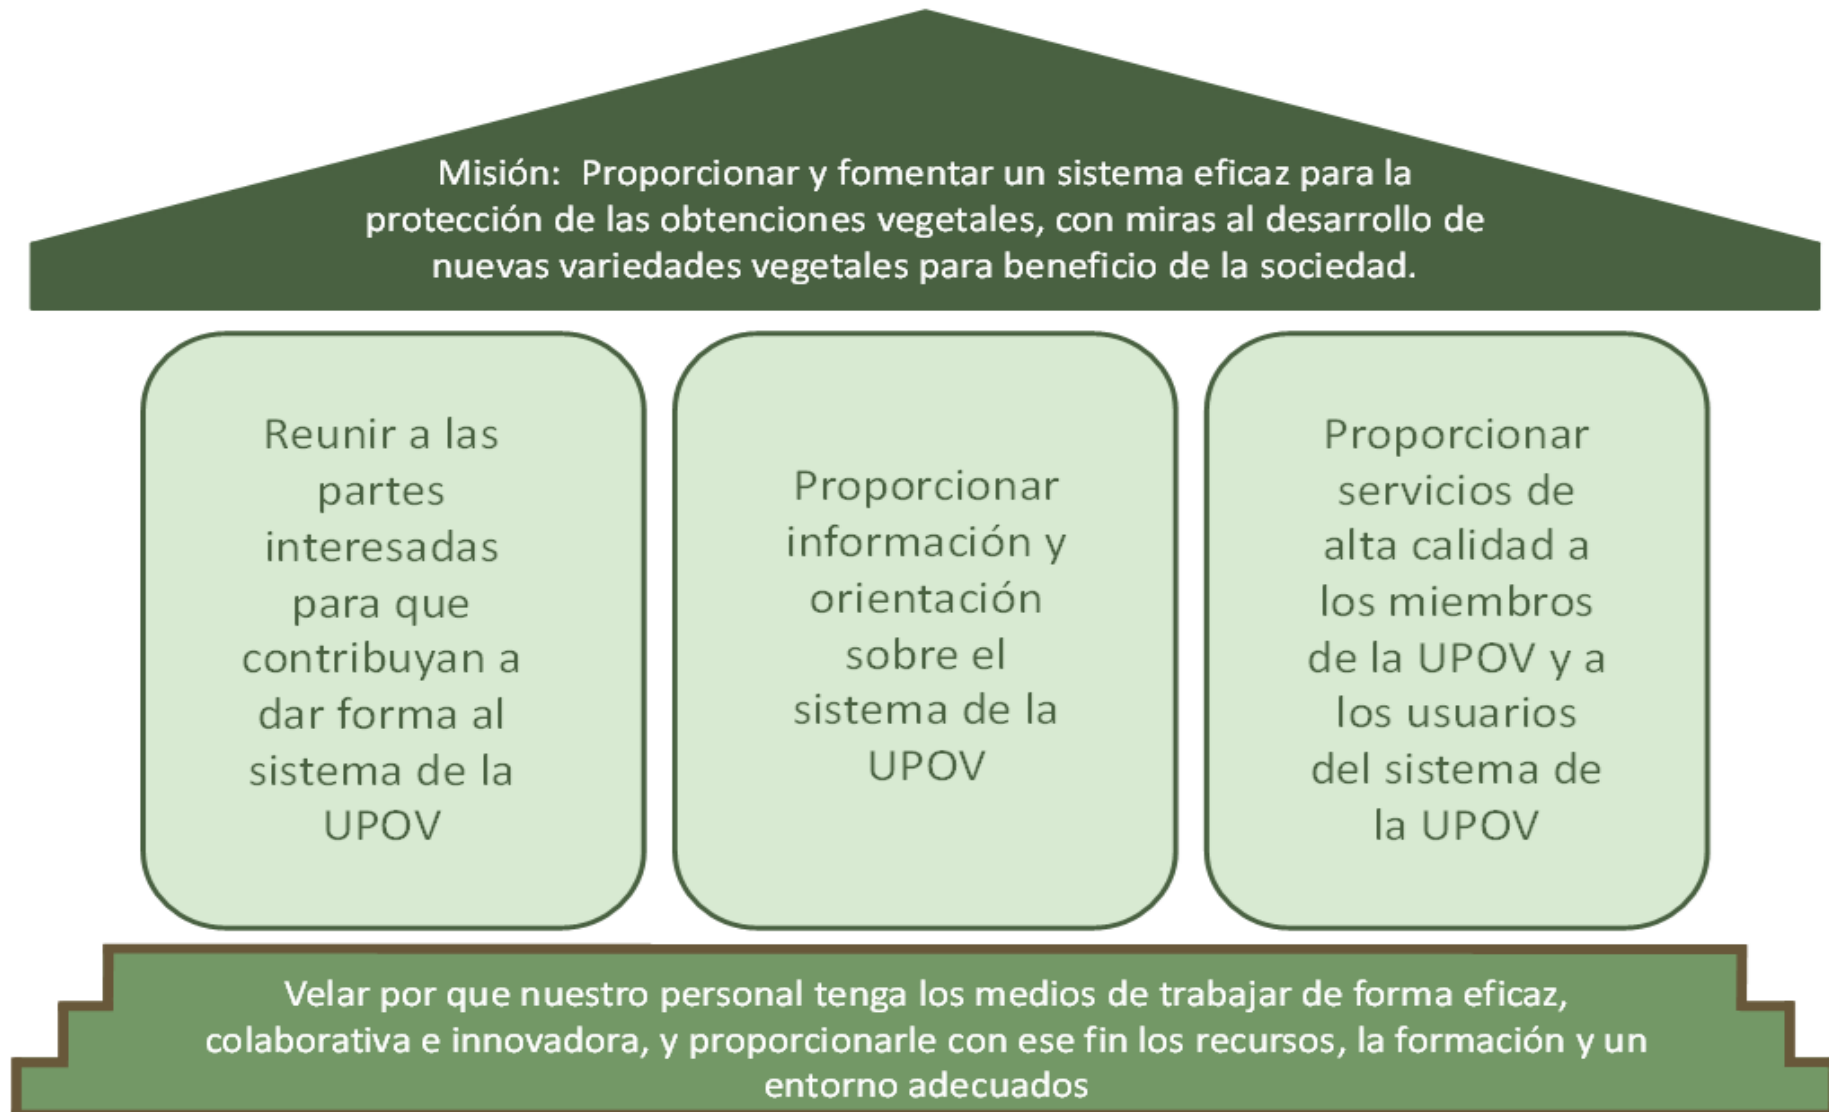 Misión:  Proporcionar y fomentar un sistema eficaz para la
protección de las obtenciones vegetales, con miras al desarrollo de
nuevas variedades vegetales para beneficio de la sociedad.
Reunir a las
partes
interesadas
para que
contribuyan a
dar forma al
sistema de la
UPOV
Proporcionar
información y
orientación
sobre el
sistema de la
UPOV
Proporcionar
servicios de
alta calidad a
los miembros
de la UPOV y a
los usuarios
del sistema de
la UPOV
Velar por que nuestro personal tenga los medios de trabajar de forma eficaz,
colaborativa e innovadora, y proporcionarle con ese fin los recursos, la formación y un
entorno adecuados